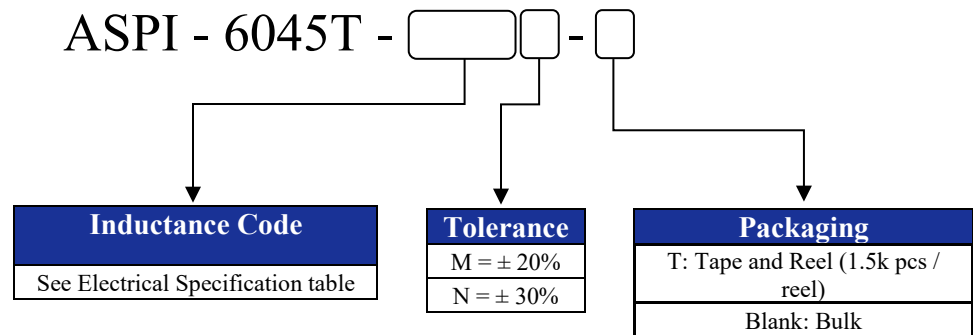 ASPI - 6045T - -
Inductance Code
See Electrical Specification table
Tolerance
M = ± 20%
N = ± 30%
Packaging
T: Tape and Reel (1.5k pcs /
reel)
Blank: Bulk